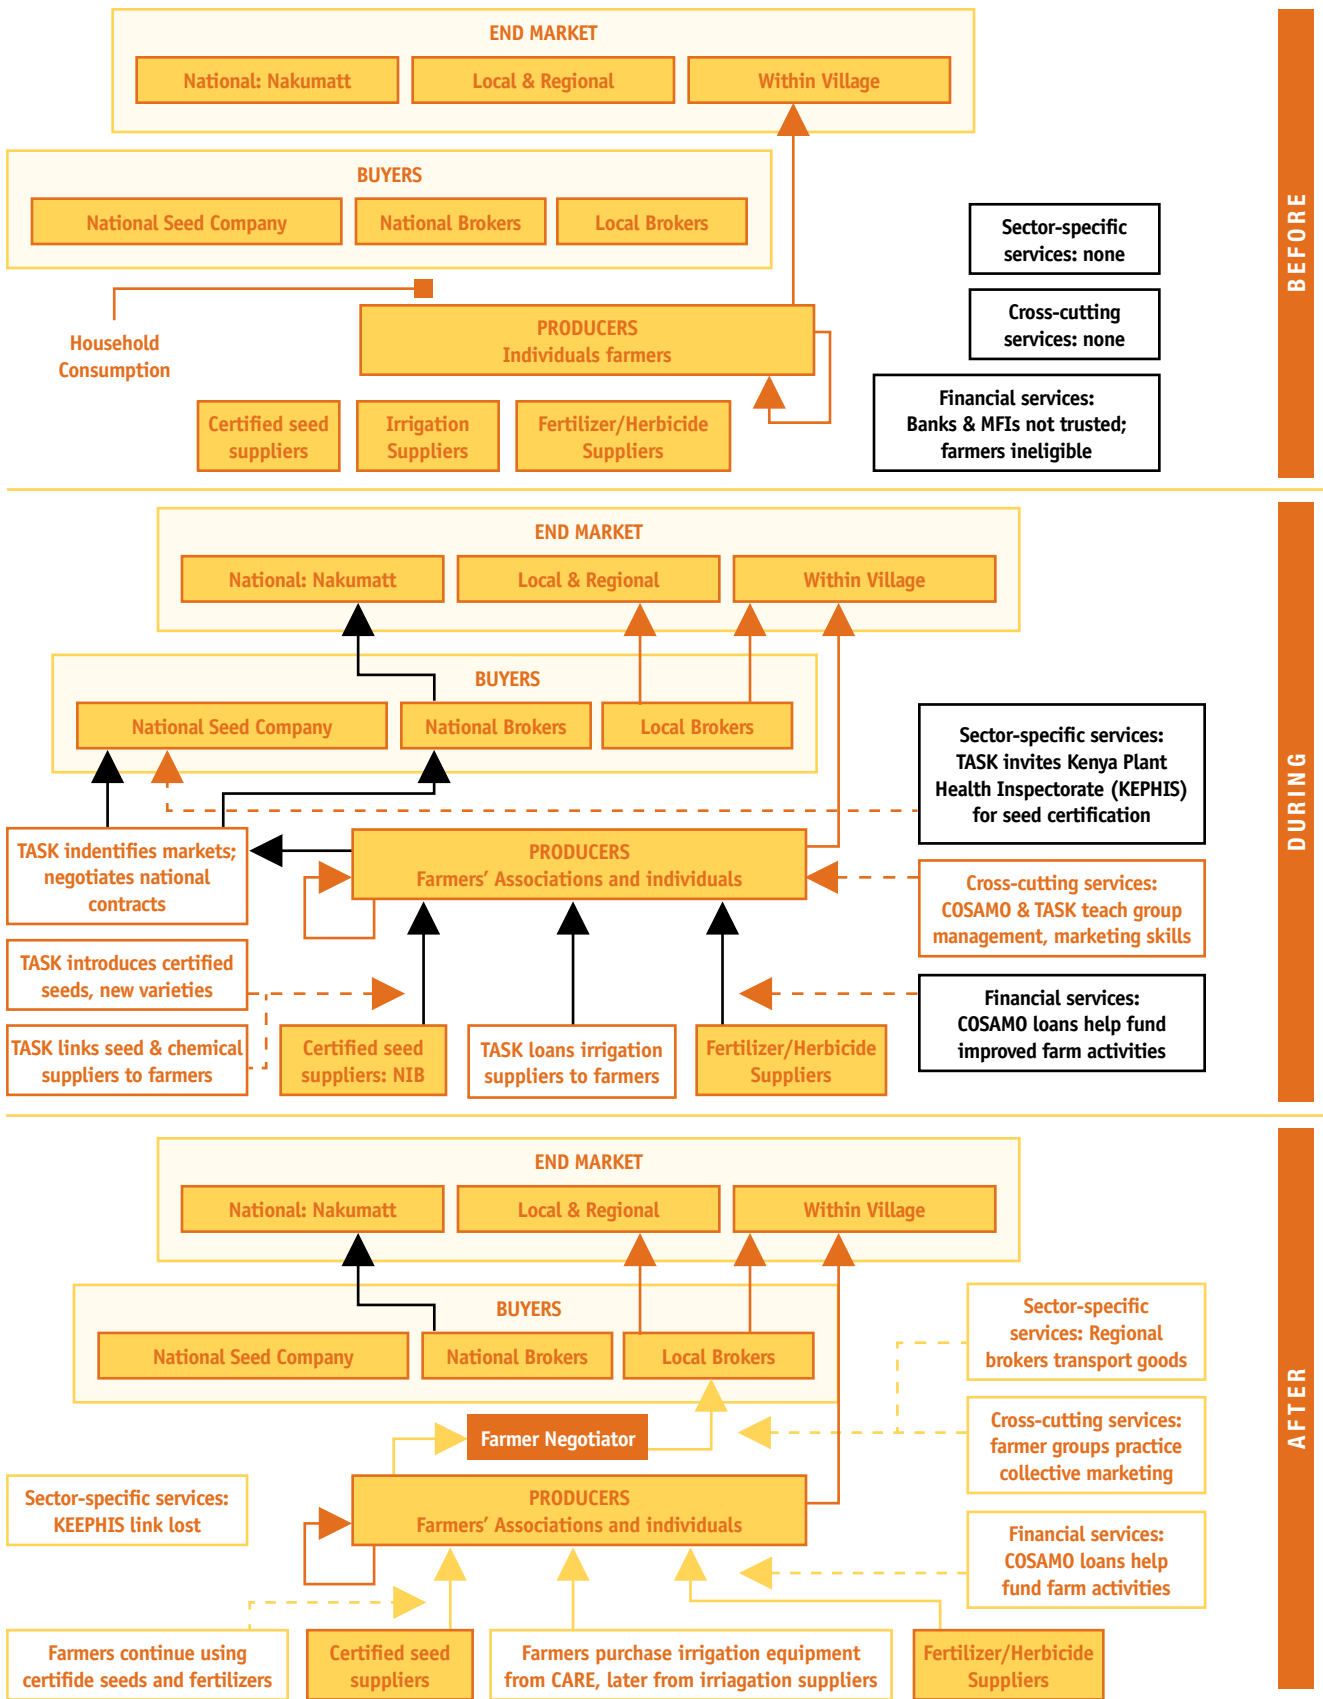 END MARKET
National: Nakumatt
Local & Regional
Within Village
BUYERS
National Seed Company
National Brokers
Local Brokers
Household
Consumption
PRODUCERS
Individuals farmers
Certified seed
suppliers
Irrigation
Suppliers
Fertilizer/Herbicide
Suppliers
Sector-specific
services: none
Cross-cutting
services: none
Financial services:
Banks & MFIs not trusted;
farmers ineligible
BEFORE
END MARKET
National: Nakumatt
Local & Regional
Within Village
BUYERS
National Seed Company
National Brokers
Local Brokers
TASK indentifies markets;
negotiates national
contracts
PRODUCERS
Farmers' Associations and individuals
TASK introduces certified
seeds, new varieties
TASK links seed & chemical
suppliers to farmers
Certified seed
suppliers: NIB
TASK loans irrigation
suppliers to farmers
Fertilizer/Herbicide
Suppliers
Sector-specific services:
TASK invites Kenya Plant
Health Inspectorate (KEPHIS)
for seed certification
Cross-cutting services:
COSAMO & TASK teach group
management, marketing skills
Financial services:
COSAMO loans help fund
improved farm activities
DURING
END MARKET
National: Nakumatt
Local & Regional
Within Village
BUYERS
National Seed Company
National Brokers
Local Brokers
Farmer Negotiator
Sector-specific services:
KEEPHIS link lost
PRODUCERS
Farmers' Associations and individuals
Farmers continue using
certifide seeds and fertilizers
Certified seed
suppliers
Farmers purchase irrigation equipment
from CARE, later from irriagation suppliers
Fertilizer/Herbicide
Suppliers
Sector-specific
services: Regional
brokers transport goods
Cross-cutting services:
farmer groups practice
collective marketing
Financial services:
COSAMO loans help
fund farm activities
AFTER